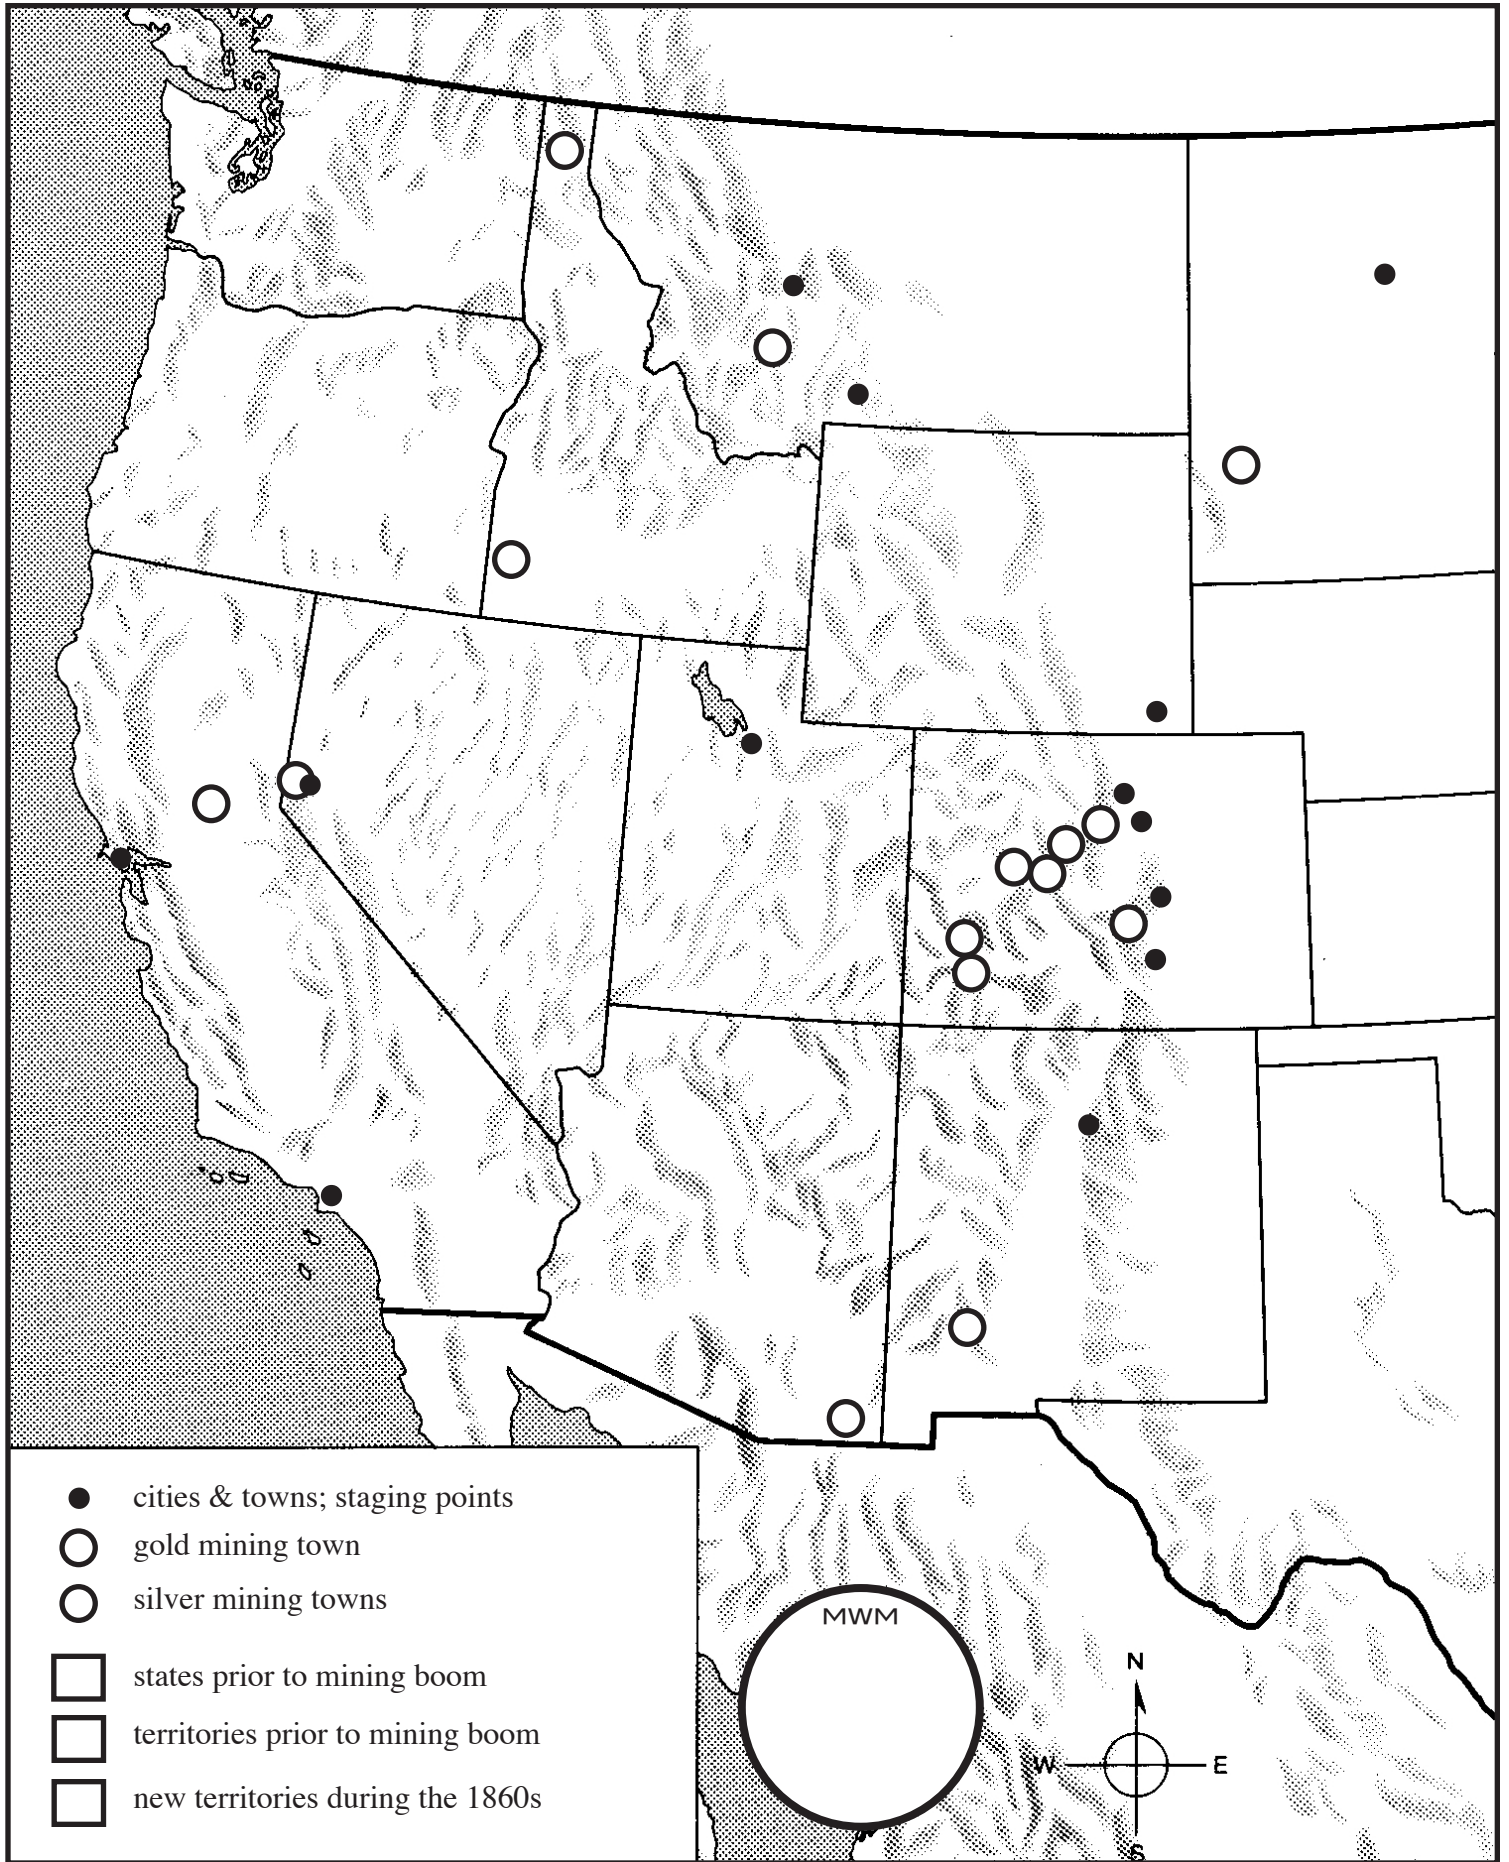 cities & towns; staging points
gold mining town
silver mining towns
states prior to mining boom
territories prior to mining boom
new territories during the 1860s
MWM
N
W
E
S